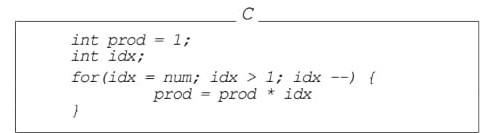 C
int prod = 1;
int idx;
for(idx = num; idx > 1; idx --) {
prod = prod * idx
}